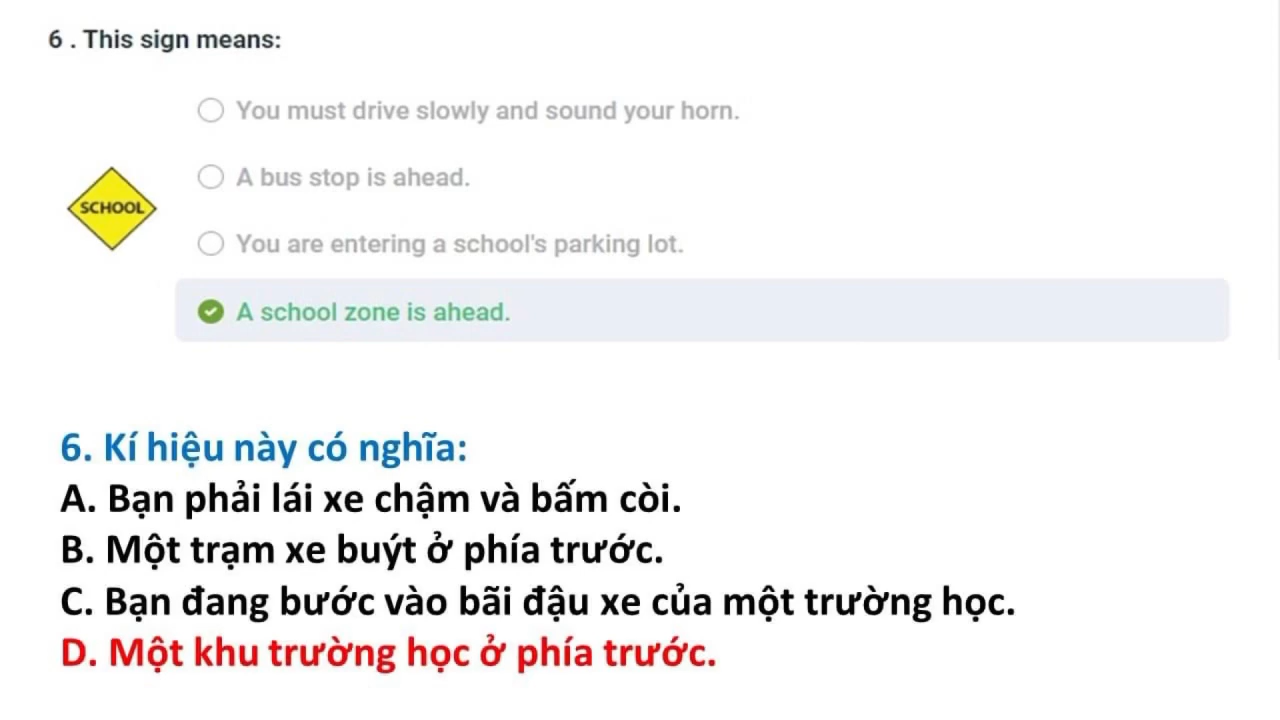 6 . This sign means:
You must drive slowly and sound your horn.
A bus stop is ahead.
SCHOOL
You are entering a school's parking lot.
A school zone is ahead.
6. Kí hiệu này có nghĩa:
A. Bạn phải lái xe chậm và bấm còi.
B. Một trạm xe buýt ở phía trước.
C. Bạn đang bước vào bãi đậu xe của một trường học.
D. Một khu trường học ở phía trước.